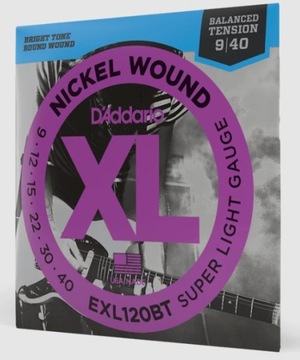 BRIGHT TONE
ROUND WOUND
BALANCED
TENSION
9|40
NICKEL WOUND
D'Addario
XL
9 · 12 · 15 · 22 · 30 · 40
EXL120BT
SUPER LIGHT GAUGE